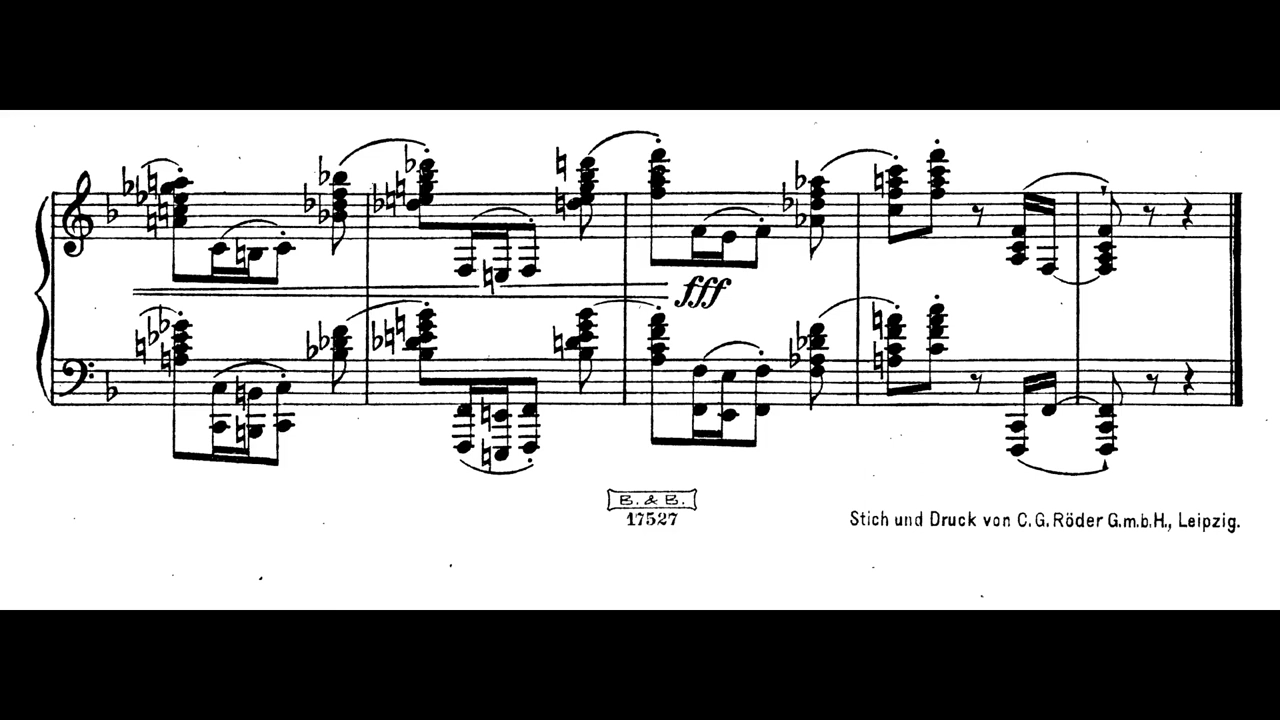 fff
B. & B.
17527
Stich und Druck von C. G. Röder G.m.b.H., Leipzig.